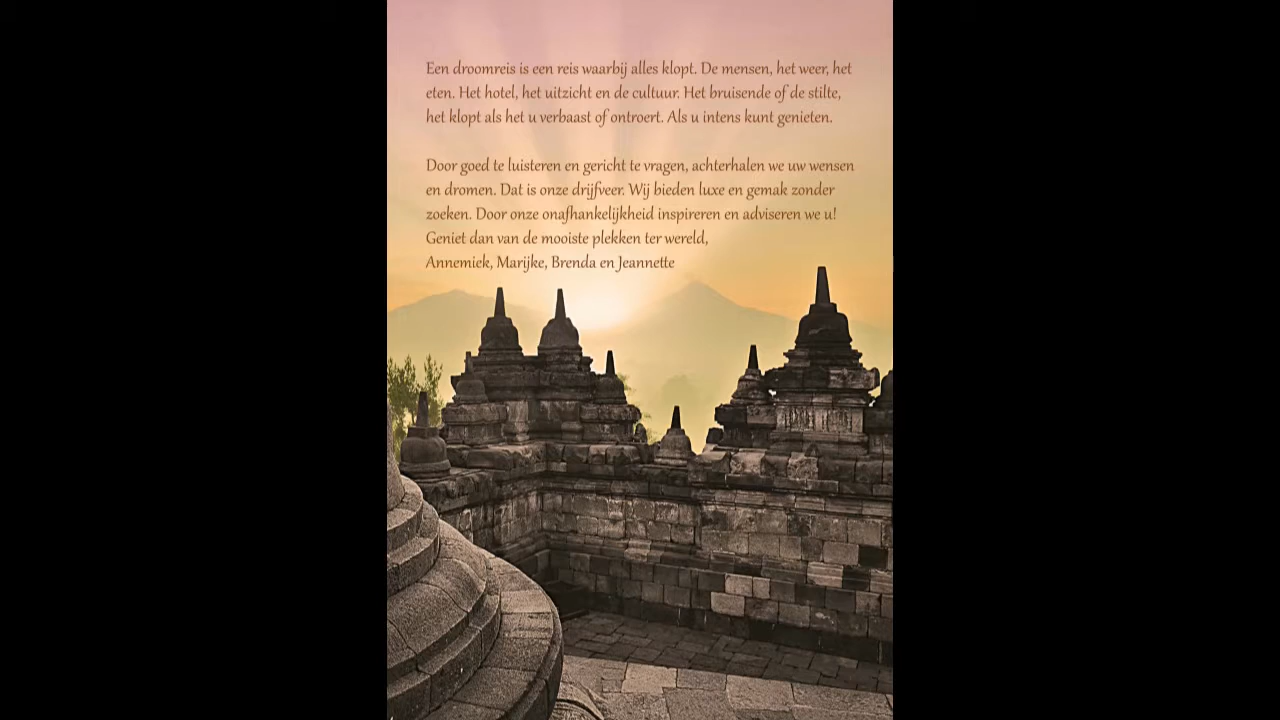 Een droomreis is een reis waarbij alles klopt. De mensen, het weer, het
eten. Het hotel, het uitzicht en de cultuur. Het bruisende of de stilte,
het klopt als het u verbaast of ontroert. Als u intens kunt genieten.
Door goed te luisteren en gericht te vragen, achterhalen we uw wensen
en dromen. Dat is onze drijfveer. Wij bieden luxe en gemak zonder
zoeken. Door onze onafhankelijkheid inspireren en adviseren we u!
Geniet dan van de mooiste plekken ter wereld,
Annemiek, Marijke, Brenda en Jeannette